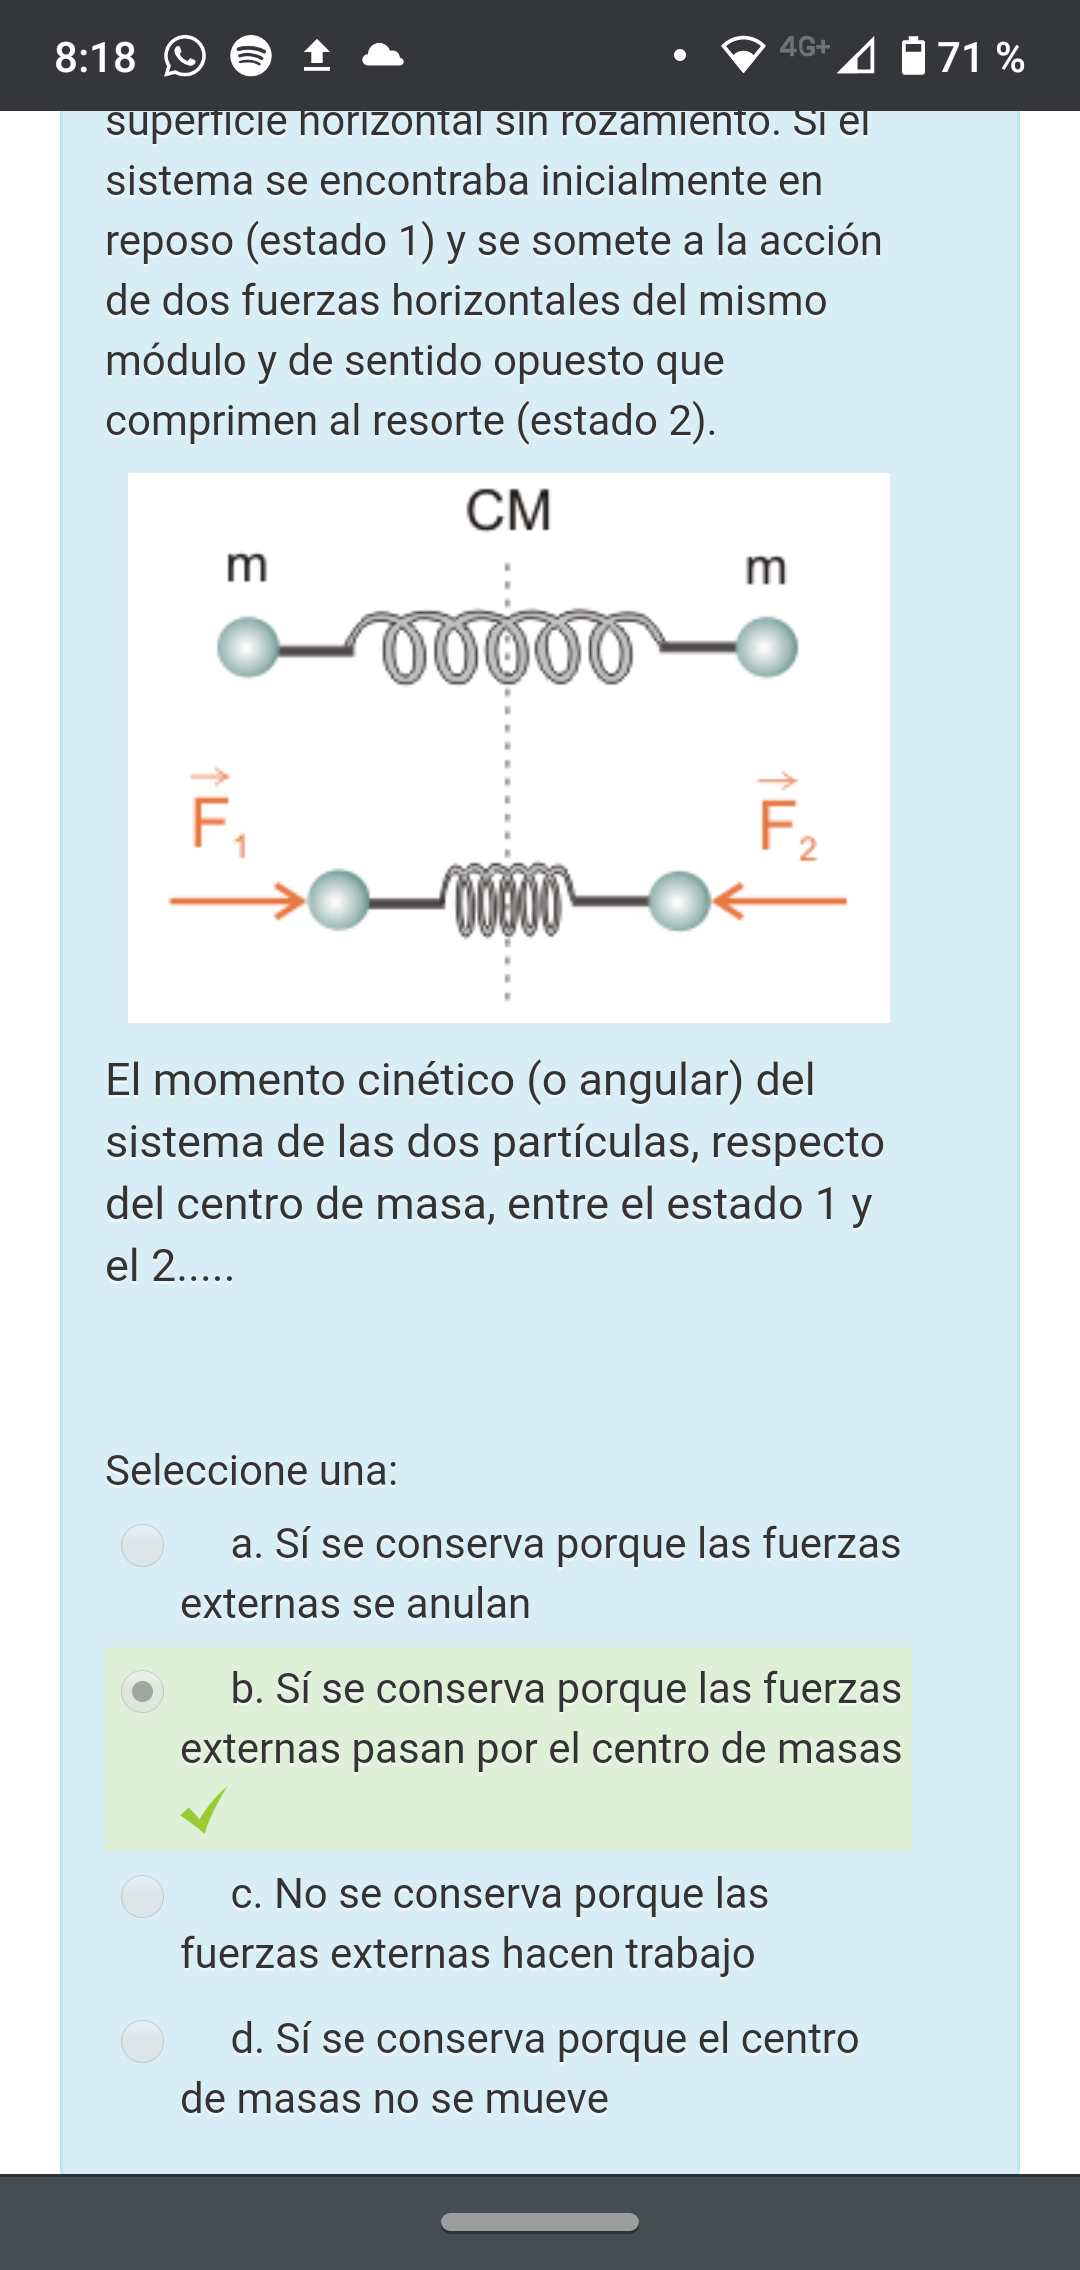 8:18 4G+ 71 %
superficie horizontal sin rozamiento. Si el
sistema se encontraba inicialmente en
reposo (estado 1) y se somete a la acción
de dos fuerzas horizontales del mismo
módulo y de sentido opuesto que
comprimen al resorte (estado 2).
CM
m m
F1 F2
El momento cinético (o angular) del
sistema de las dos partículas, respecto
del centro de masa, entre el estado 1 y
el 2.....
Seleccione una:
a. Sí se conserva porque las fuerzas
externas se anulan
b. Sí se conserva porque las fuerzas
externas pasan por el centro de masas
c. No se conserva porque las
fuerzas externas hacen trabajo
d. Sí se conserva porque el centro
de masas no se mueve